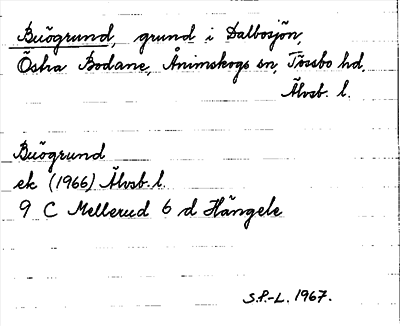 Buögrund, grund i Dalbosjön,
Östra Bodane, Ånimskogs sn, Tössbo hd,
Älvsb. l.
Buögrund
ek (1966) Älvsb. l.
9 C Mellerud 6 d Hängele
S.P.-L. 1967.